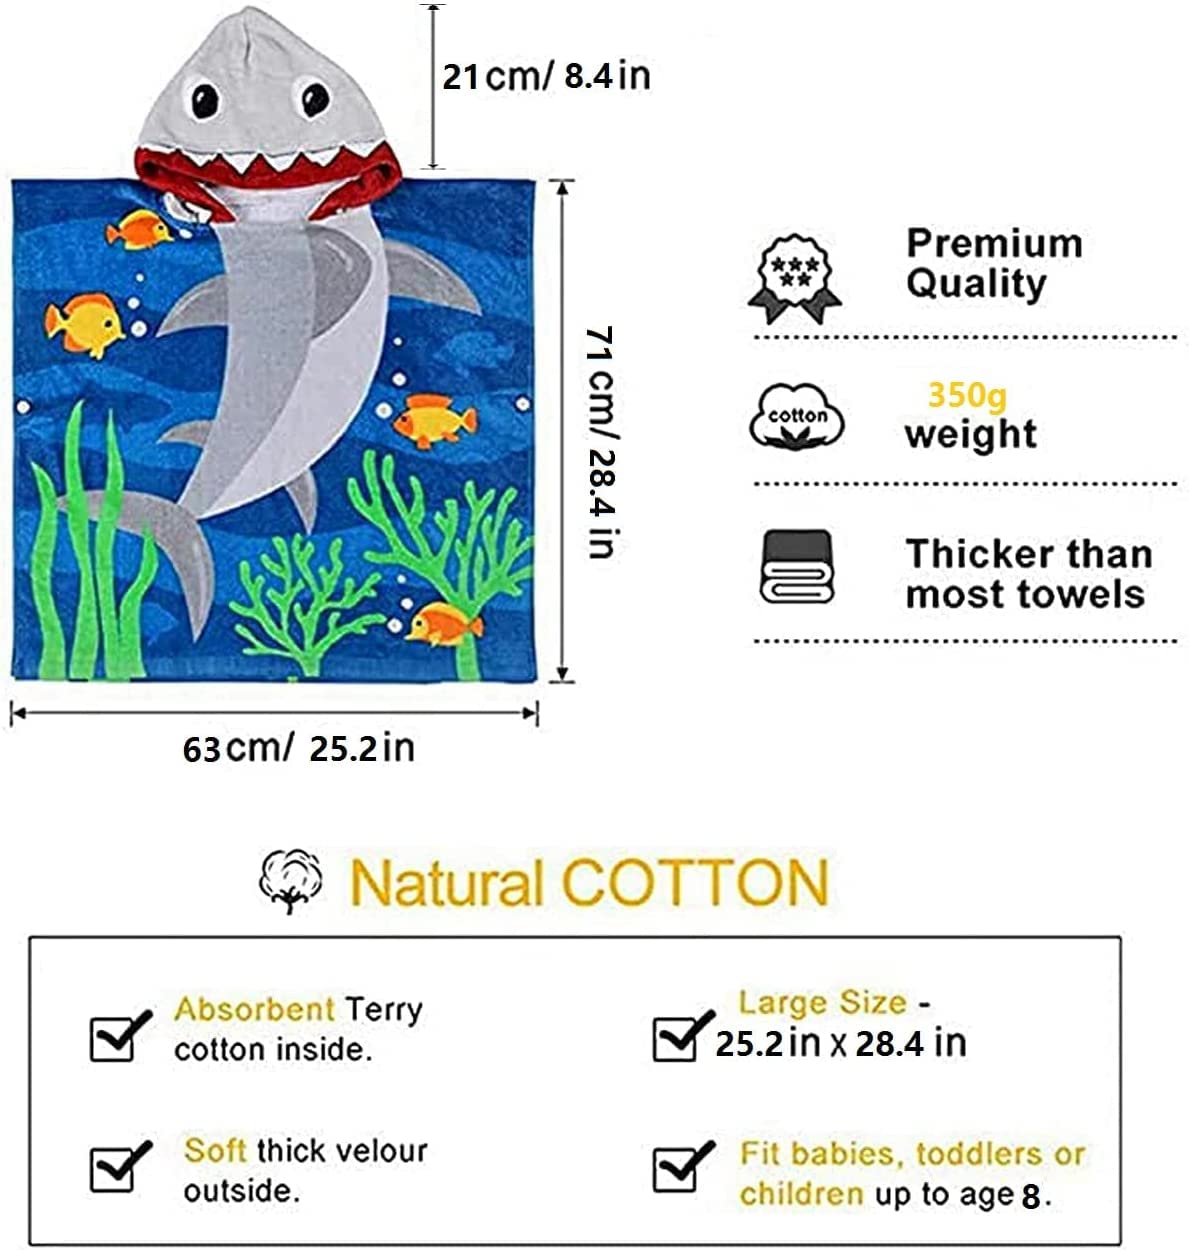 21cm/ 8.4in
71cm/ 28.4 in
63cm/ 25.2in
Premium
Quality
cotton
350g
weight
Thicker than
most towels
Natural COTTON
Absorbent Terry
cotton inside.
Large Size -
25.2in x 28.4 in
Soft thick velour
outside.
Fit babies, toddlers or
children up to age 8.